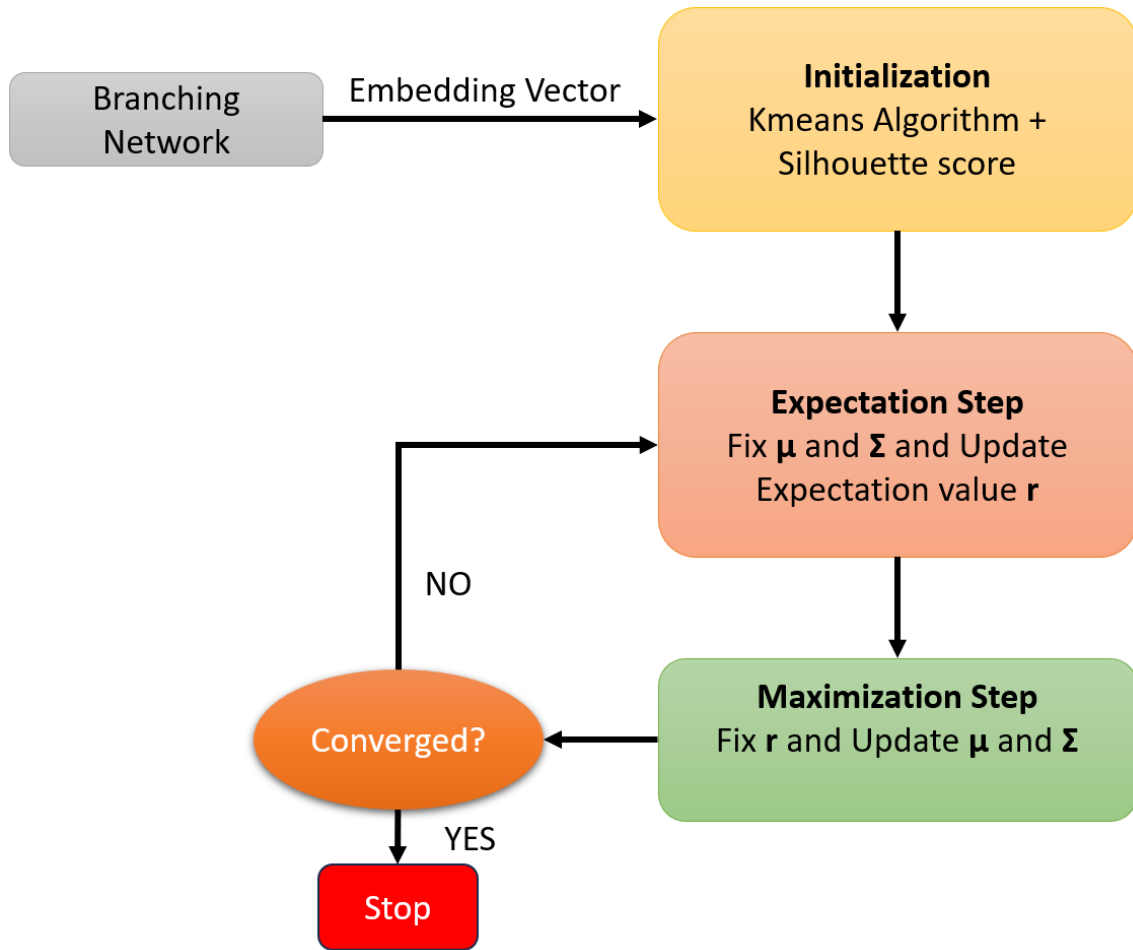 Branching
Network
Embedding Vector
Initialization
Kmeans Algorithm +
Silhouette score
Expectation Step
Fix μ and Σ and Update
Expectation value r
NO
Maximization Step
Fix r and Update μ and Σ
Converged?
YES
Stop